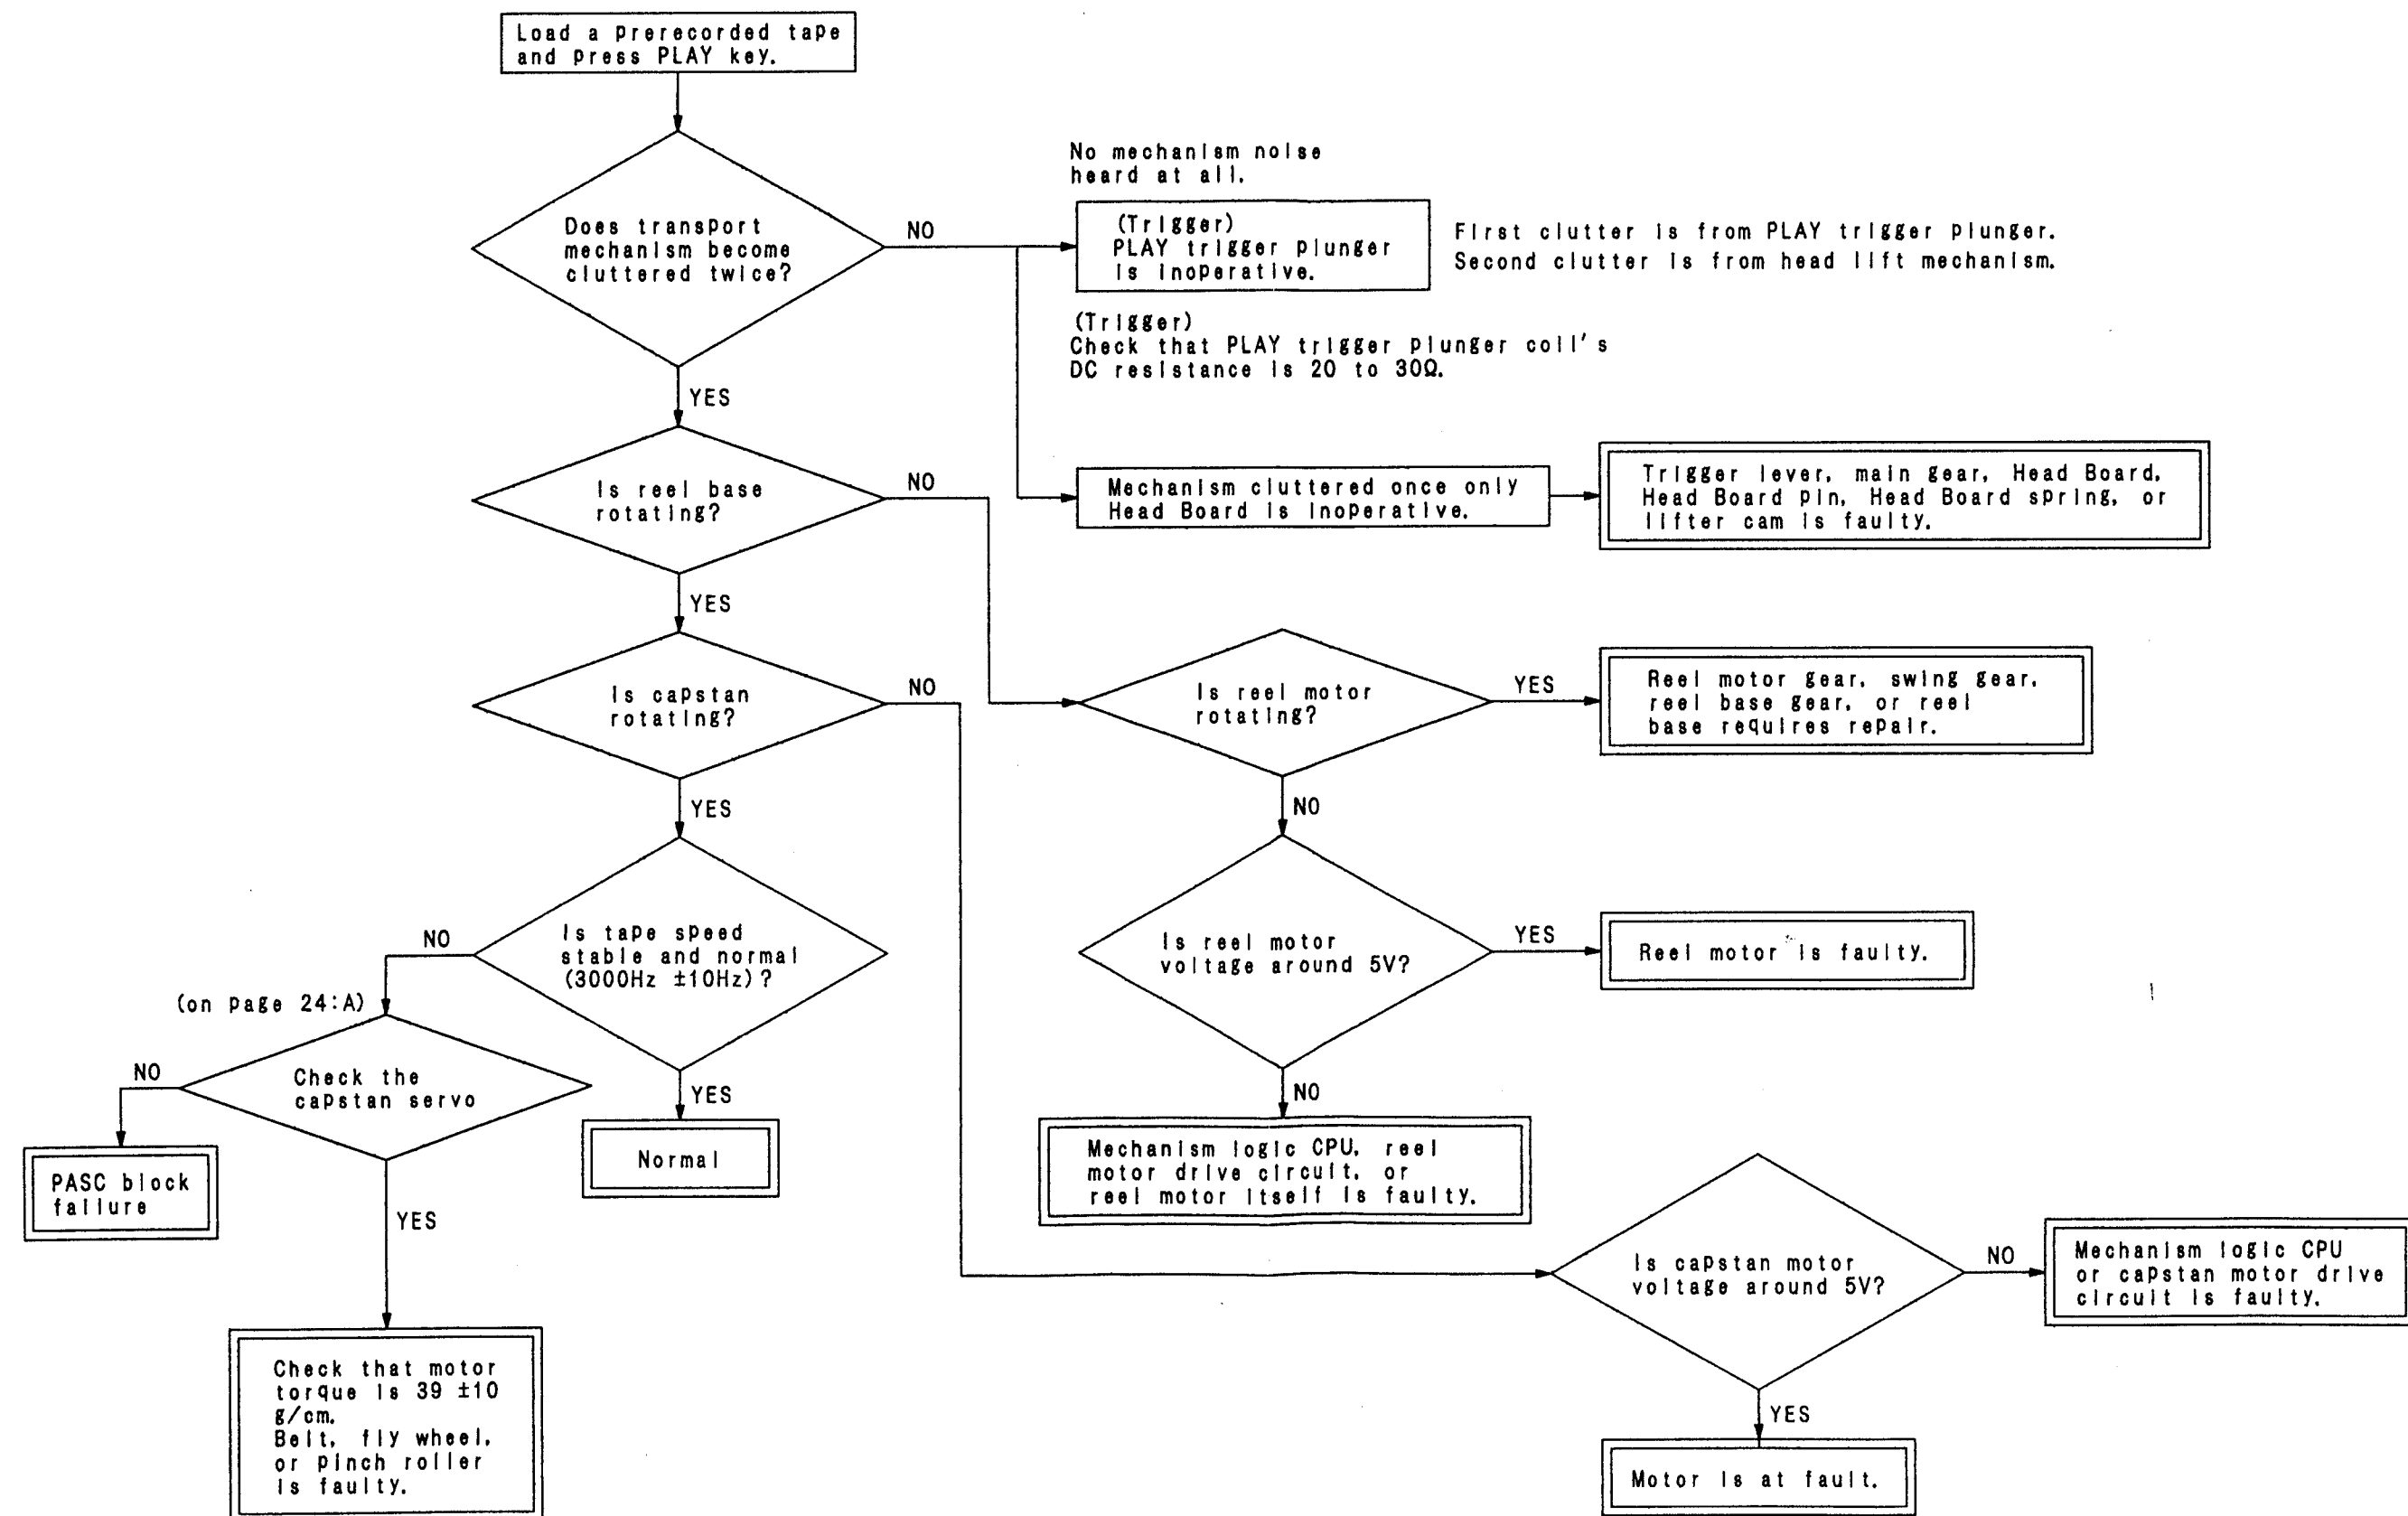 Load a prerecorded tape
and press PLAY key.
Does transport
mechanism become
cluttered twice?
NO
No mechanism noise
heard at all.
(Trigger)
PLAY trigger plunger
is inoperative.
First clutter is from PLAY trigger plunger.
Second clutter is from head lift mechanism.
(Trigger)
Check that PLAY trigger plunger coil's
DC resistance is 20 to 30Ω.
YES
Is reel base
rotating?
NO
Mechanism cluttered once only
Head Board is inoperative.
Trigger lever, main gear, Head Board,
Head Board pin, Head Board spring, or
lifter cam is faulty.
YES
Is capstan
rotating?
NO
Is reel motor
rotating?
YES
Reel motor gear, swing gear,
reel base gear, or reel
base requires repair.
YES
NO
Is tape speed
stable and normal
(3000Hz ±10Hz)?
NO
Is reel motor
voltage around 5V?
YES
Reel motor is faulty.
(on page 24:A)
Check the
capstan servo
NO
YES
NO
PASC block
failure
Normal
Mechanism logic CPU, reel
motor drive circuit, or
reel motor itself is faulty.
YES
Is capstan motor
voltage around 5V?
NO
Mechanism logic CPU
or capstan motor drive
circuit is faulty.
Check that motor
torque is 39 ±10
g/cm.
Belt, fly wheel,
or pinch roller
is faulty.
YES
Motor is at fault.